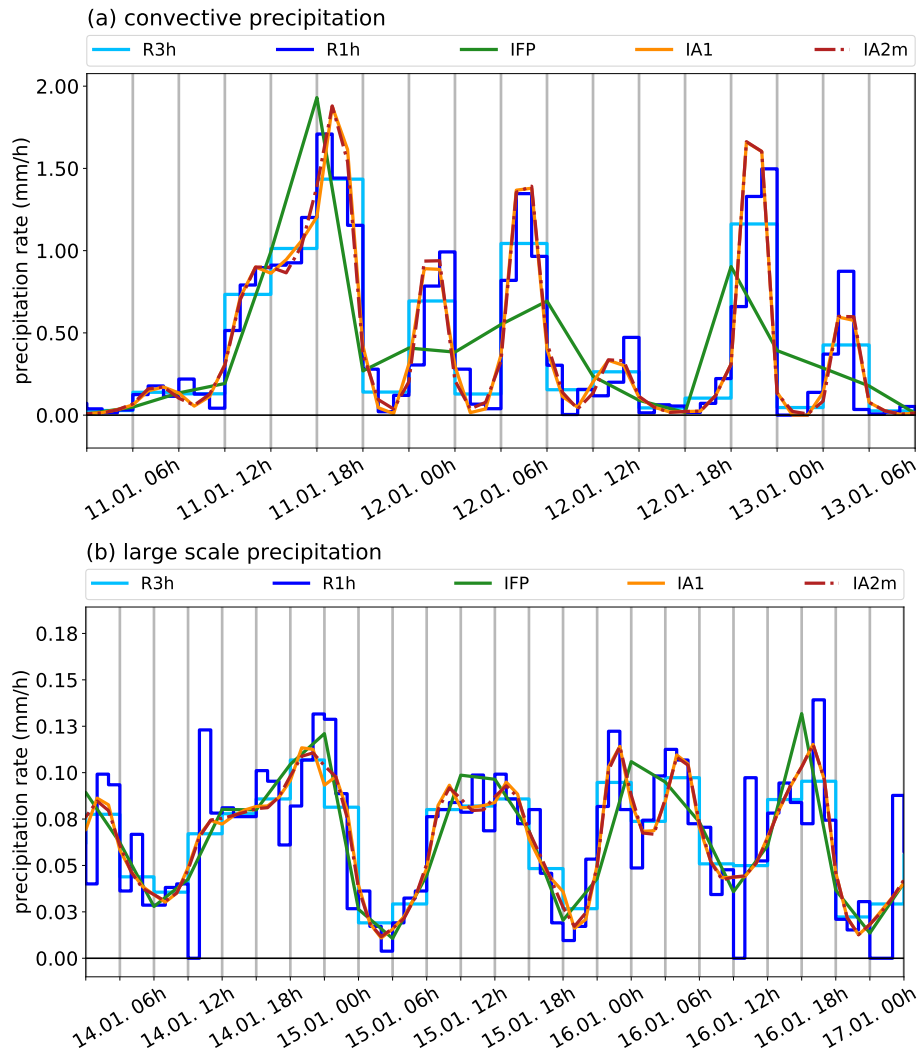 (a) convective precipitation
R3h R1h IFP IA1 IA2m
2.00
1.50
1.00
0.50
0.00
precipitation rate (mm/h)
11.01. 06h 11.01. 12h 11.01. 18h 12.01. 00h 12.01. 06h 12.01. 12h 12.01. 18h 13.01. 00h 13.01. 06h
(b) large scale precipitation
R3h R1h IFP IA1 IA2m
0.18
0.15
0.13
0.10
0.08
0.05
0.03
0.00
precipitation rate (mm/h)
14.01. 06h 14.01. 12h 14.01. 18h 15.01. 00h 15.01. 06h 15.01. 12h 15.01. 18h 16.01. 00h 16.01. 06h 16.01. 12h 16.01. 18h 17.01. 00h